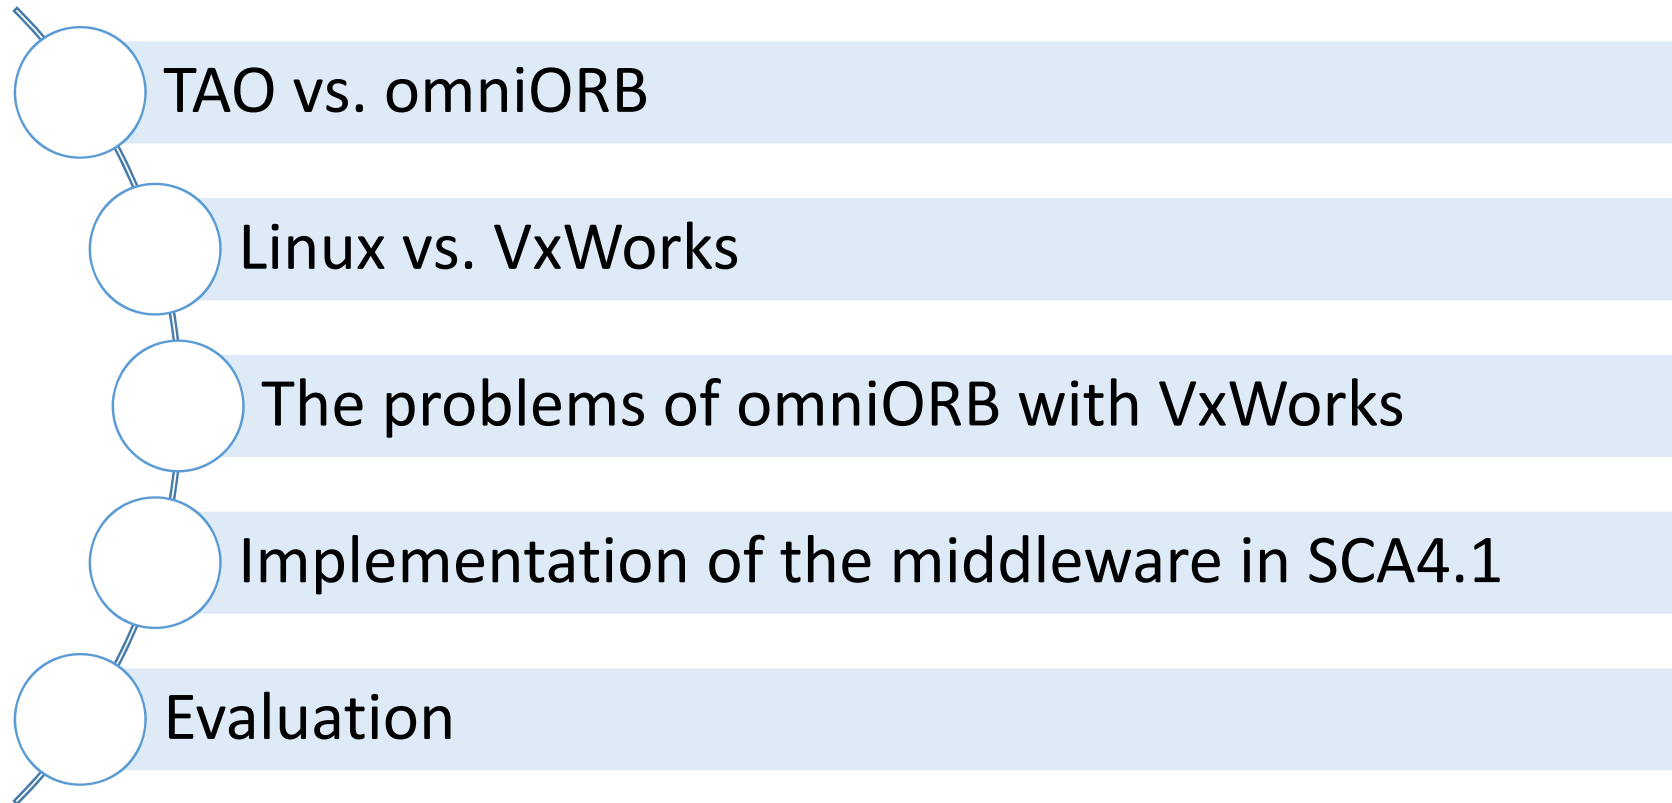 TAO vs. omniORB
Linux vs. VxWorks
The problems of omniORB with VxWorks
Implementation of the middleware in SCA4.1
Evaluation